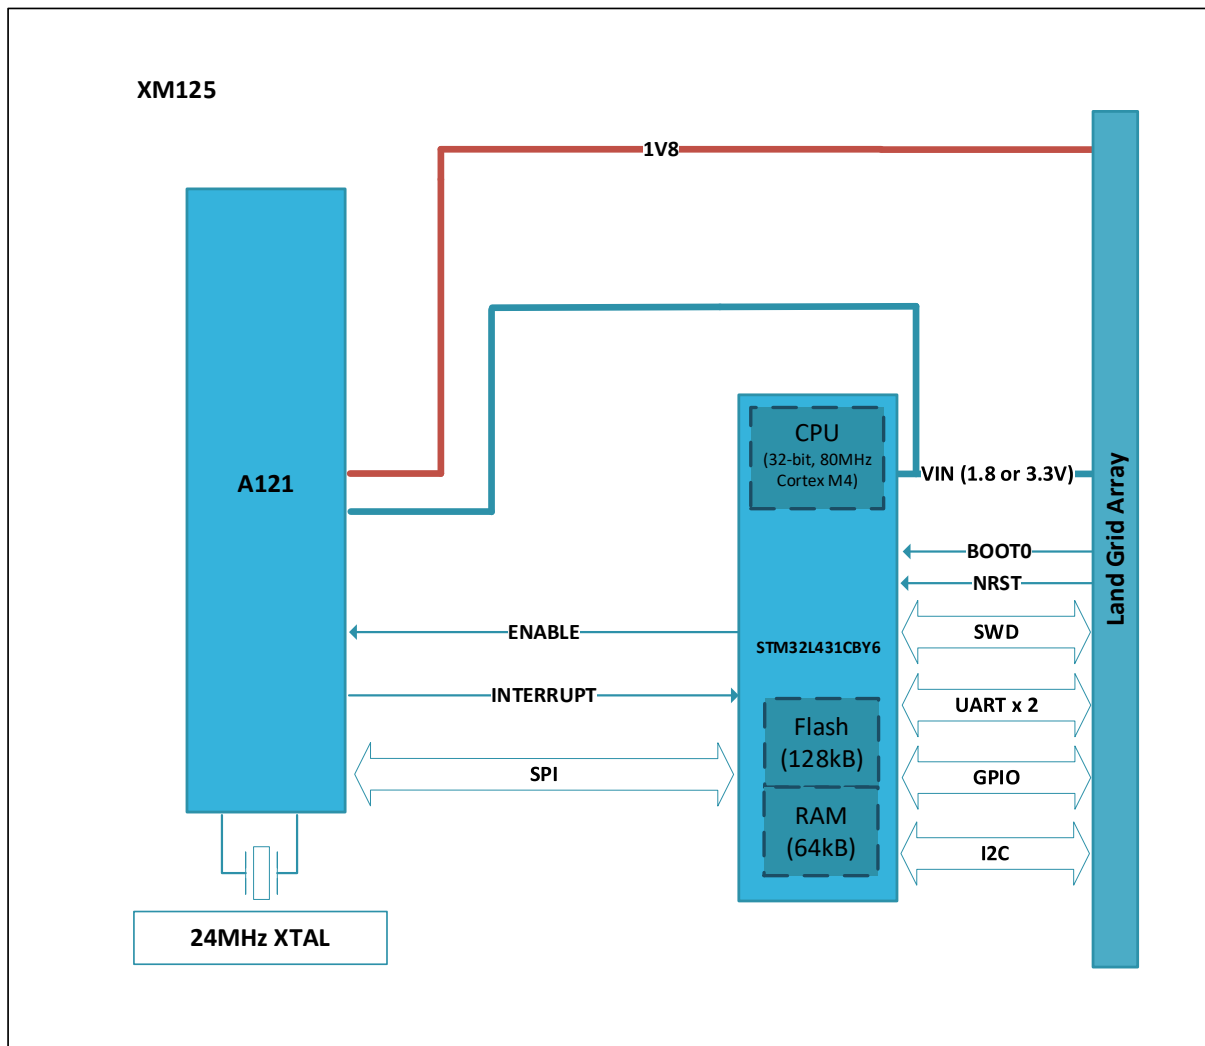 XM125
1V8
A121
CPU
(32-bit, 80MHz
Cortex M4)
VIN (1.8 or 3.3V)
Land Grid Array
BOOT0
NRST
ENABLE
SWD
STM32L431CBY6
INTERRUPT
UART x 2
Flash
(128kB)
SPI
GPIO
RAM
(64kB)
I2C
24MHz XTAL